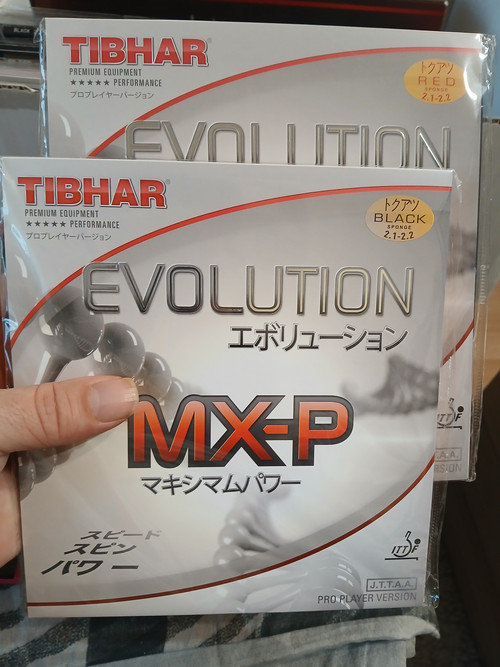 TIBHAR
PREMIUM EQUIPMENT
★★★★★ PERFORMANCE
プロプレイヤーバージョン
トクアツ
RED
SPONGE
2.1-2.2
EVOLUTION
TIBHAR
PREMIUM EQUIPMENT
★★★★★ PERFORMANCE
プロプレイヤーバージョン
トクアツ
BLACK
SPONGE
2.1-2.2
EVOLUTION
エボリューション
MX-P
マキシマムパワー
スピード
スピン
パワー
ITTF
J.T.T.A.A.
PRO PLAYER VERSION
ITTF